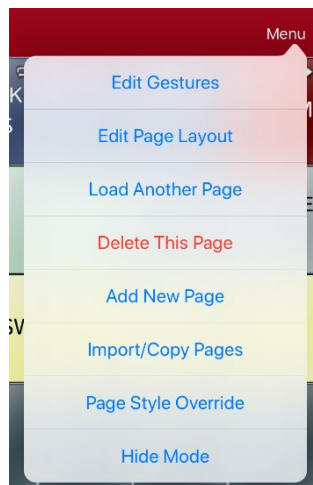 Menu
Edit Gestures
Edit Page Layout
Load Another Page
Delete This Page
Add New Page
Import/Copy Pages
Page Style Override
Hide Mode